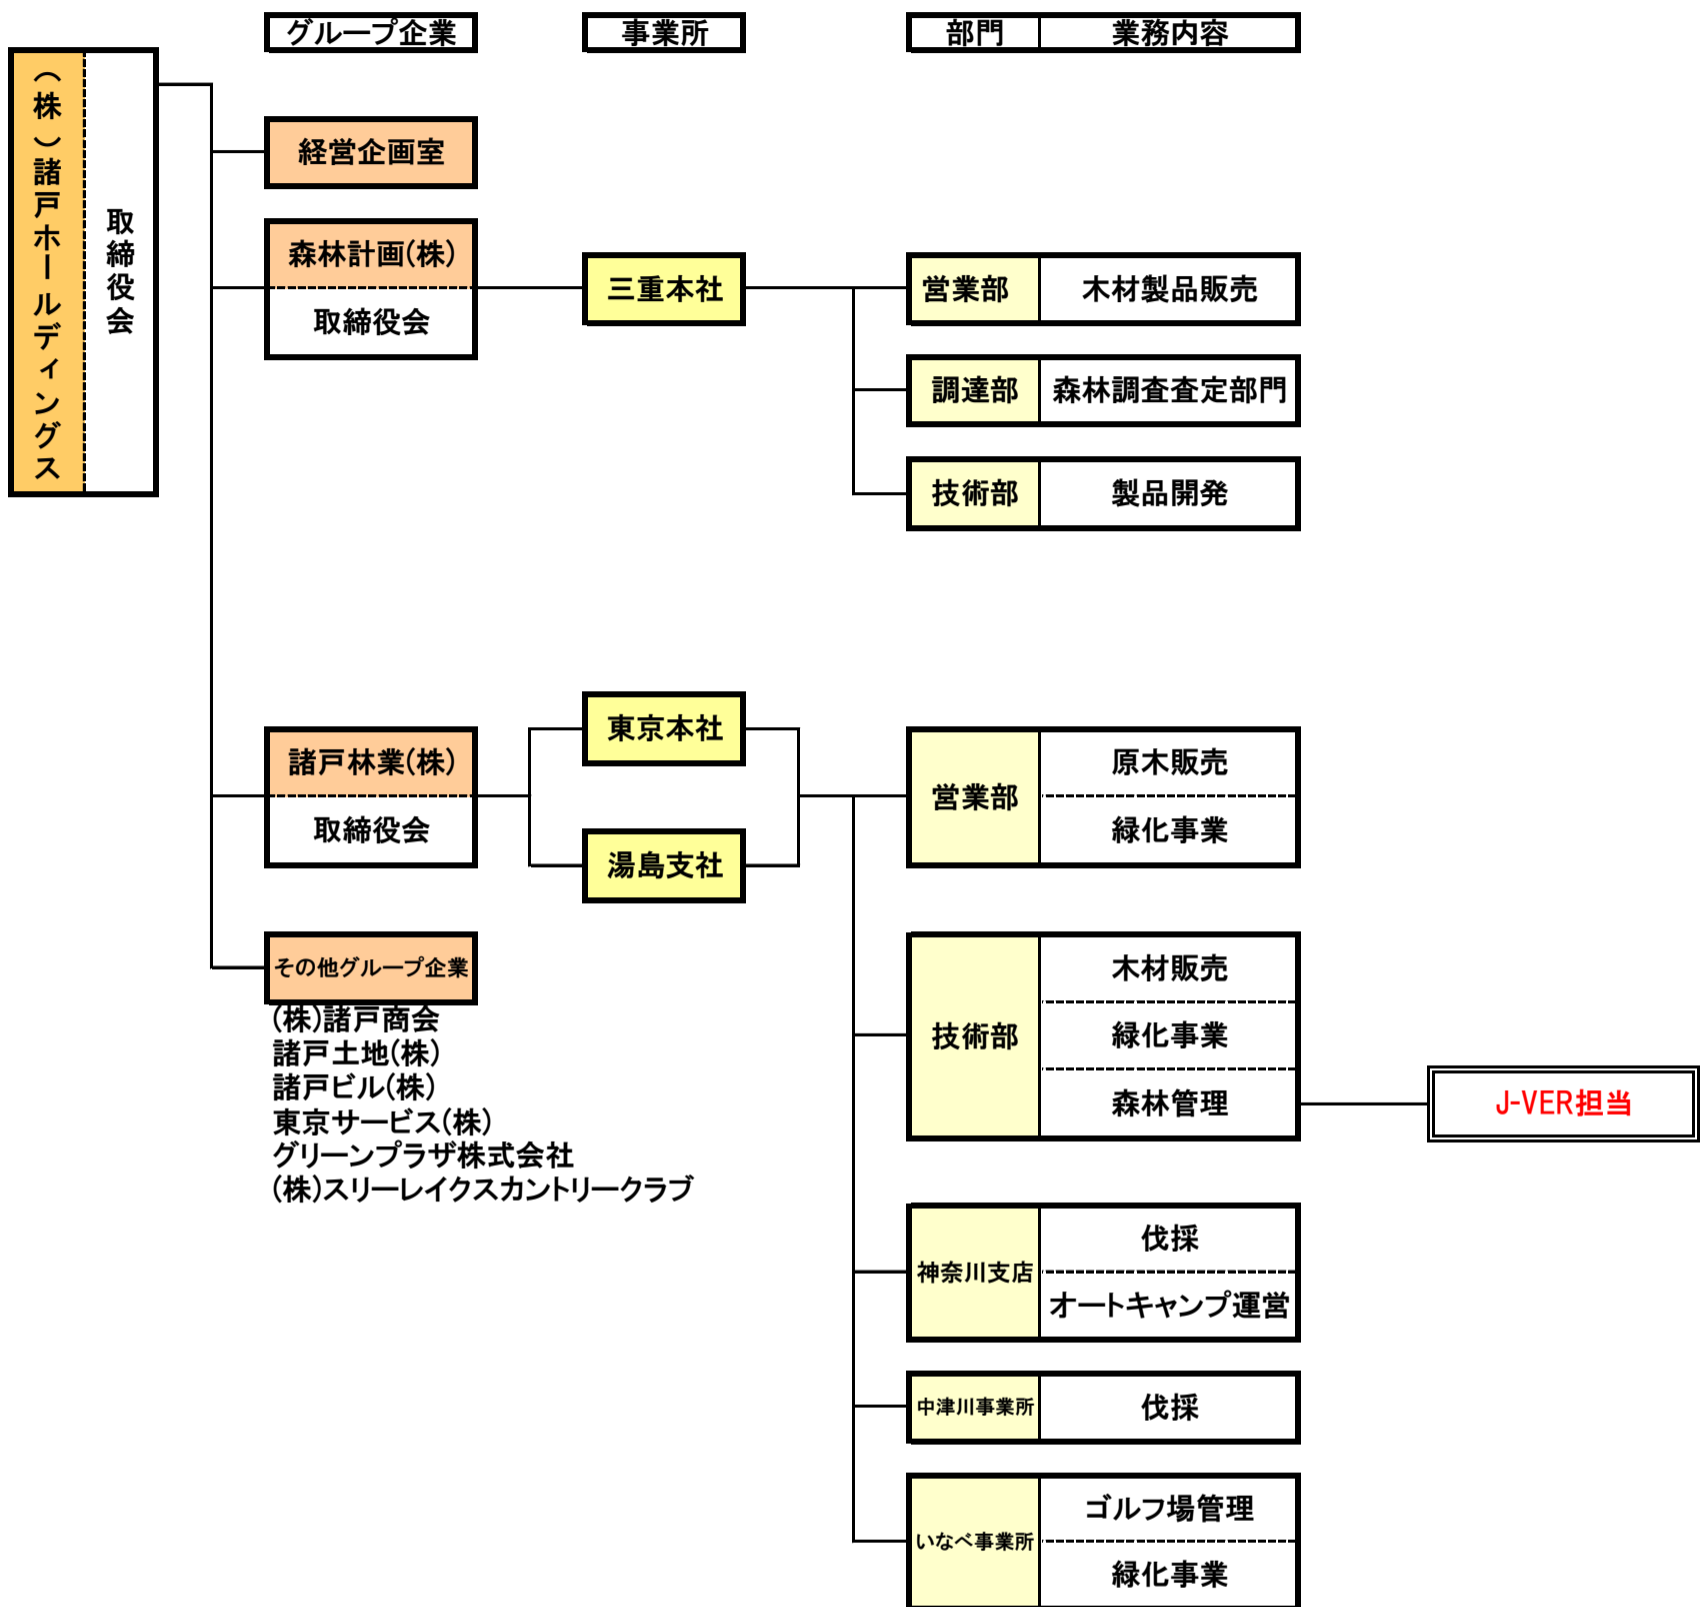 グループ企業
事業所
部門
業務内容
(株)諸戸ホールディングス
取締役会
経営企画室
森林計画(株)
取締役会
三重本社
営業部
木材製品販売
調達部
森林調査査定部門
技術部
製品開発
諸戸林業(株)
取締役会
東京本社
湯島支社
営業部
原木販売
緑化事業
その他グループ企業
(株)諸戸商会
諸戸土地(株)
諸戸ビル(株)
東京サービス(株)
グリーンプラザ株式会社
(株)スリーレイクスカントリークラブ
技術部
木材販売
緑化事業
森林管理
J-VER担当
神奈川支店
伐採
オートキャンプ運営
中津川事業所
伐採
いなべ事業所
ゴルフ場管理
緑化事業